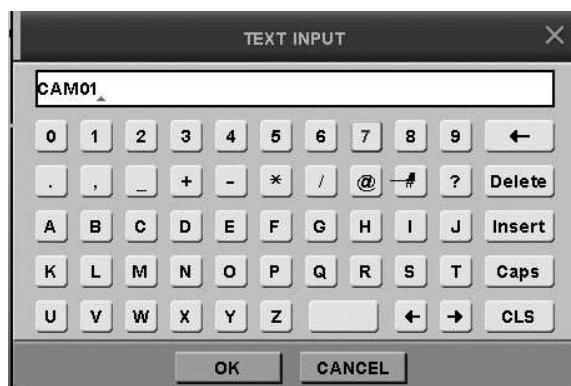 TEXT INPUT ×
CAM01
0 1 2 3 4 5 6 7 8 9 ←
. , _ + - * / @ # ? Delete
A B C D E F G H I J Insert
K L M N O P Q R S T Caps
U V W X Y Z ← → CLS
OK CANCEL